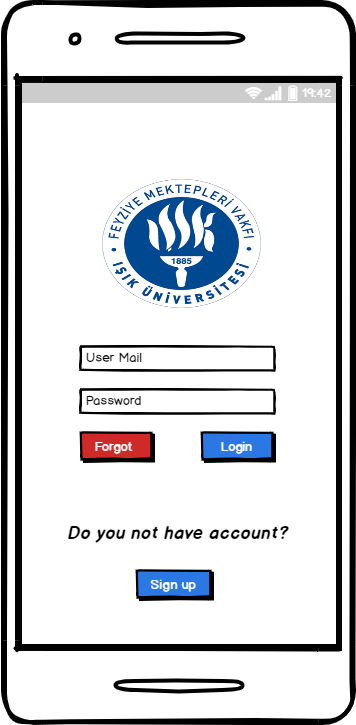 19:42
FEYZİYE MEKTEPLERİ VAKFI
1885
IŞIK ÜNİVERSİTESİ
User Mail
Password
Forgot
Login
Do you not have account?
Sign up